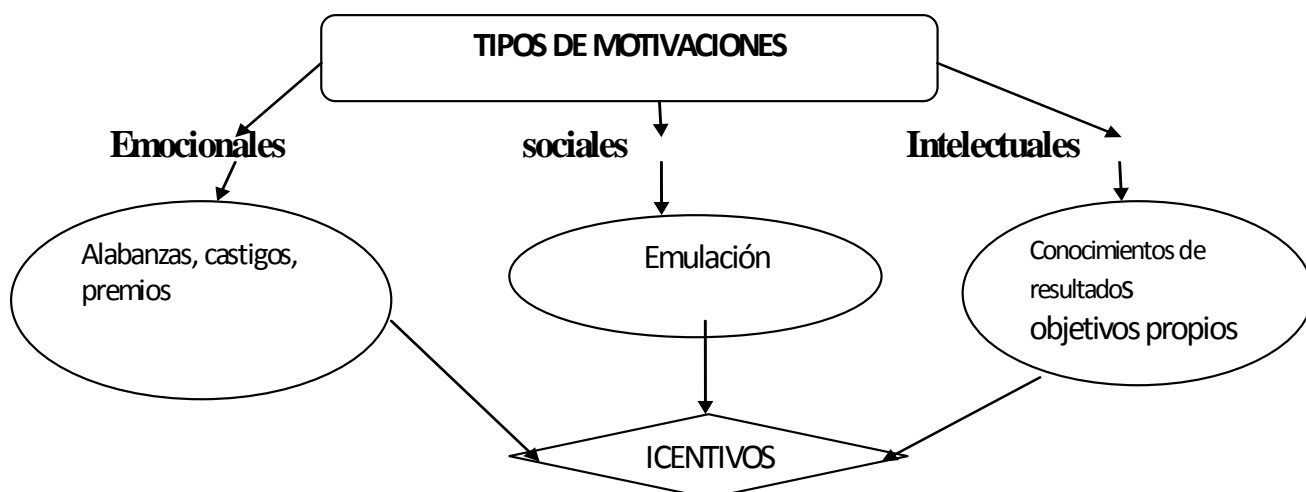 TIPOS DE MOTIVACIONES
Emocionales
sociales
Intelectuales
Alabanzas, castigos,
premios
Emulación
Conocimientos de
resultados
objetivos propios
ICENTIVOS